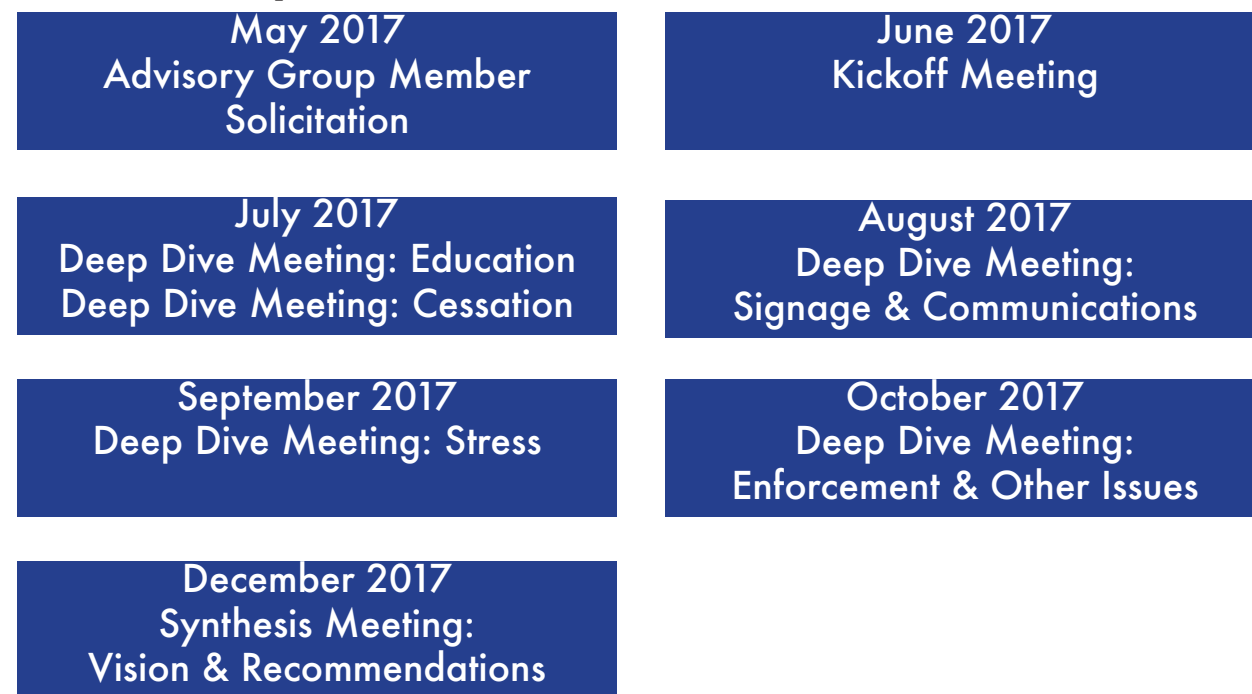 May 2017
Advisory Group Member
Solicitation
June 2017
Kickoff Meeting
July 2017
Deep Dive Meeting: Education
Deep Dive Meeting: Cessation
August 2017
Deep Dive Meeting:
Signage & Communications
September 2017
Deep Dive Meeting: Stress
October 2017
Deep Dive Meeting:
Enforcement & Other Issues
December 2017
Synthesis Meeting:
Vision & Recommendations